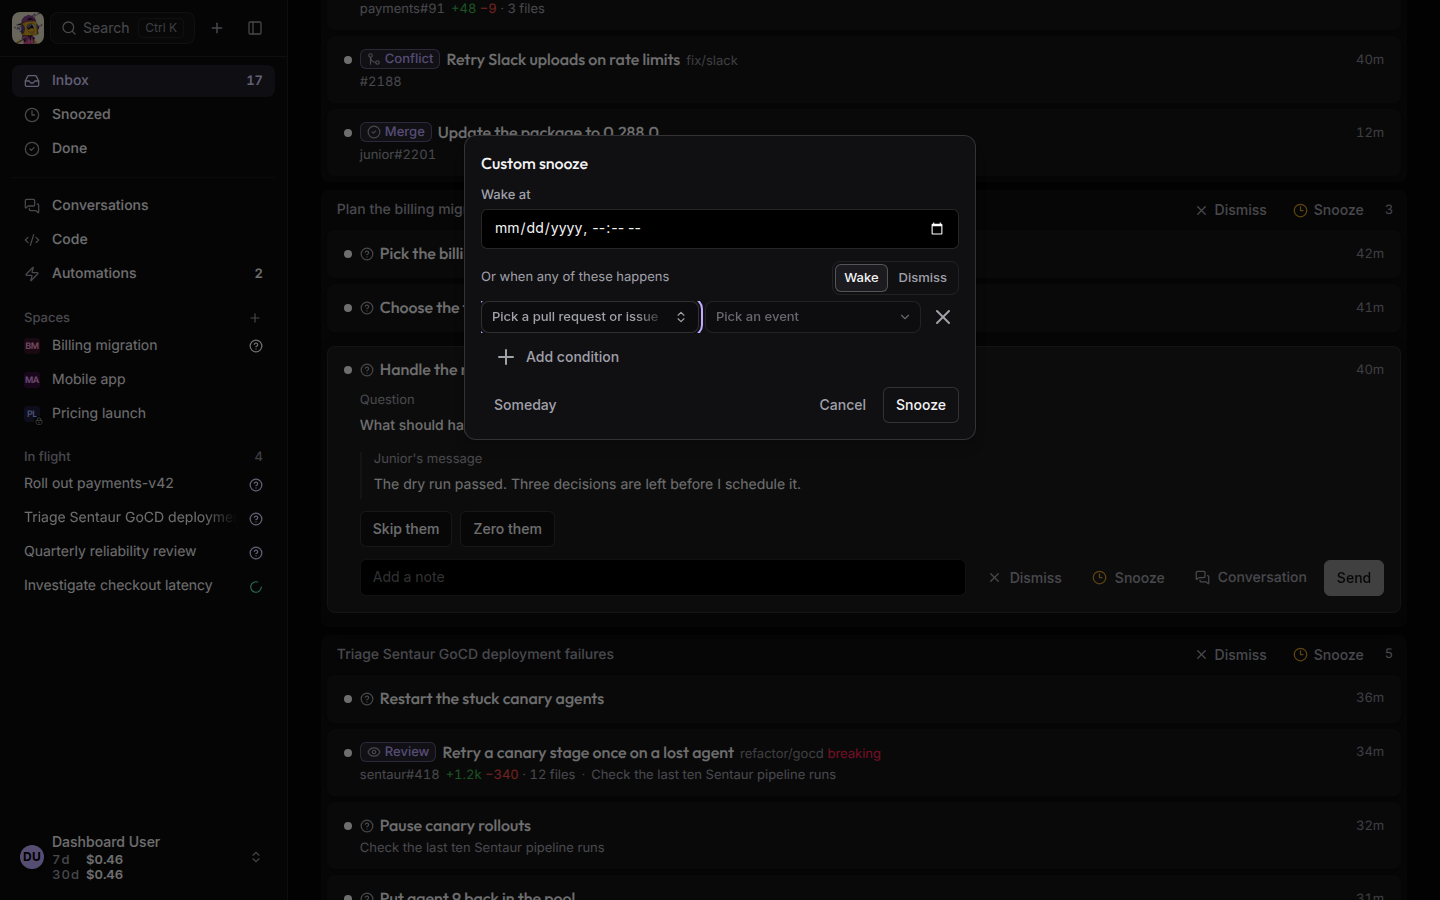 Search Ctrl K
Inbox 17
Snoozed
Done
Conversations
Code
Automations 2
Spaces
BM Billing migration
MA Mobile app
PL Pricing launch
In flight 4
Roll out payments-v42
Triage Sentaur GoCD deployme
Quarterly reliability review
Investigate checkout latency
DU Dashboard User
7d $0.46
30d $0.46
payments#91 +48 −9 · 3 files
Conflict Retry Slack uploads on rate limits fix/slack 40m
#2188
Merge Update the package to 0.288.0 12m
junior#2201
Plan the billing mig Dismiss Snooze 3
Pick the billi 42m
Choose the 41m
Handle the 40m
Question
What should ha
Junior's message
The dry run passed. Three decisions are left before I schedule it.
Skip them Zero them
Add a note Dismiss Snooze Conversation Send
Triage Sentaur GoCD deployment failures Dismiss Snooze 5
Restart the stuck canary agents 36m
Review Retry a canary stage once on a lost agent refactor/gocd breaking 34m
sentaur#418 +1.2k −340 · 12 files · Check the last ten Sentaur pipeline runs
Pause canary rollouts 32m
Check the last ten Sentaur pipeline runs
Put agent 9 back in the pool 31m
Custom snooze
Wake at
mm/dd/yyyy, --:-- --
Or when any of these happens Wake Dismiss
Pick a pull request or issue Pick an event
Add condition
Someday Cancel Snooze